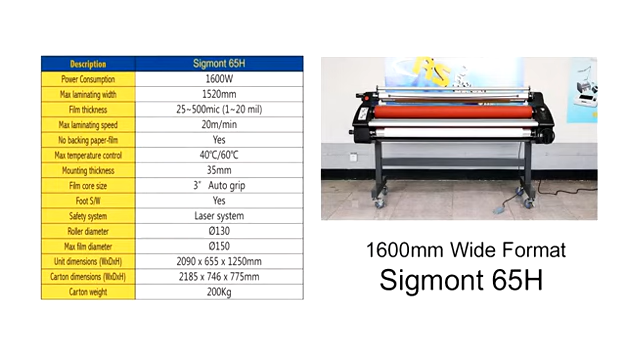 Description Sigmont 65H
Power Consumption 1600W
Max laminating width 1520mm
Film thickness 25~500mic (1~20 mil)
Max laminating speed 20m/min
No backing paper-film Yes
Max temperature control 40℃/60℃
Mounting thickness 35mm
Film core size 3" Auto grip
Foot S/W Yes
Safety system Laser system
Roller diameter Ø130
Max film diameter Ø150
Unit dimensions (WxDxH) 2090 x 655 x 1250mm
Carton dimensions (WxDxH) 2185 x 746 x 775mm
Carton weight 200Kg
1600mm Wide Format
Sigmont 65H